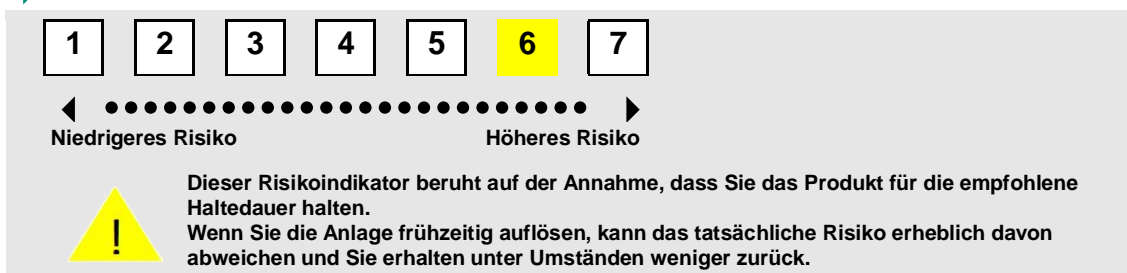 1 2 3 4 5 6 7
Niedrigeres Risiko Höheres Risiko
Dieser Risikoindikator beruht auf der Annahme, dass Sie das Produkt für die empfohlene
Haltedauer halten.
!
Wenn Sie die Anlage frühzeitig auflösen, kann das tatsächliche Risiko erheblich davon
abweichen und Sie erhalten unter Umständen weniger zurück.